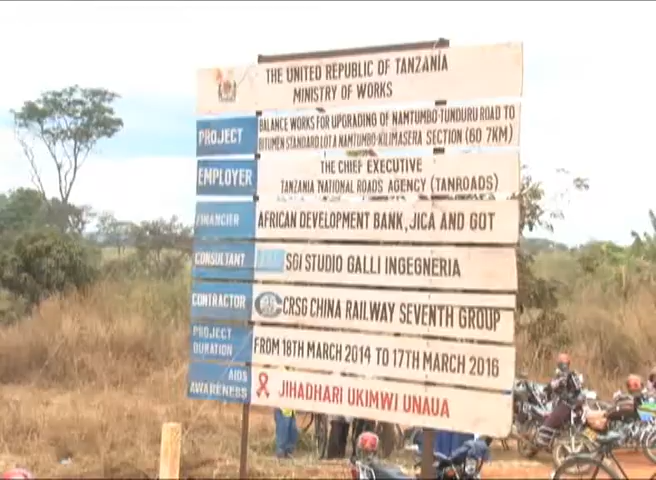 THE UNITED REPUBLIC OF TANZANIA
MINISTRY OF WORKS
PROJECT
BALANCE WORKS FOR UPGRADING OF NAMTUMBO-TUNDURU ROAD TO
BITUMEN STANDARD LOT A NAMTUMBO-KILIMASERA SECTION (60 7KM)
EMPLOYER
THE CHIEF EXECUTIVE
TANZANIA NATIONAL ROADS AGENCY (TANROADS)
FINANCIER
AFRICAN DEVELOPMENT BANK, JICA AND GOT
CONSULTANT
SGI STUDIO GALLI INGEGNERIA
CONTRACTOR
CRSG CHINA RAILWAY SEVENTH GROUP
PROJECT
DURATION
FROM 18TH MARCH 2014 TO 17TH MARCH 2016
AIDS
AWARENESS
JIHADHARI UKIMWI UNAUA